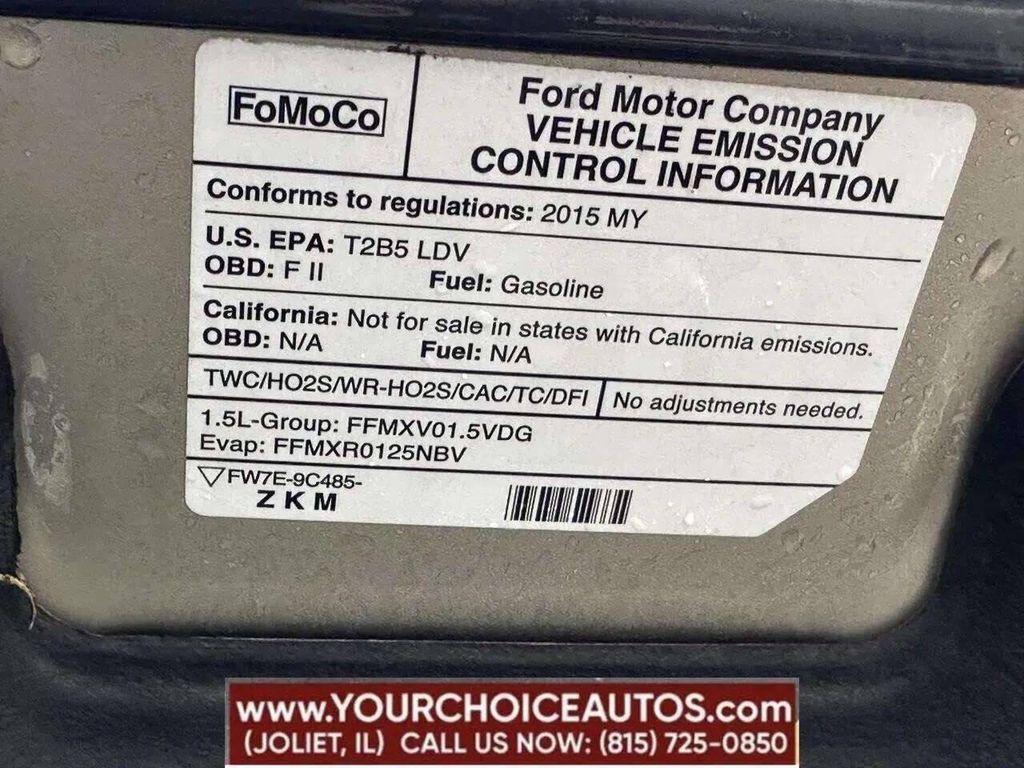 FoMoCo
Ford Motor Company
VEHICLE EMISSION
CONTROL INFORMATION
Conforms to regulations: 2015 MY
U.S. EPA: T2B5 LDV
OBD: F II Fuel: Gasoline
California: Not for sale in states with California emissions.
OBD: N/A Fuel: N/A
TWC/HO2S/WR-HO2S/CAC/TC/DFI No adjustments needed.
1.5L-Group: FFMXV01.5VDG
Evap: FFMXR0125NBV
FW7E-9C485-
Z K M
www.YOURCHOICEAUTOS.com
(JOLIET, IL) CALL US NOW: (815) 725-0850